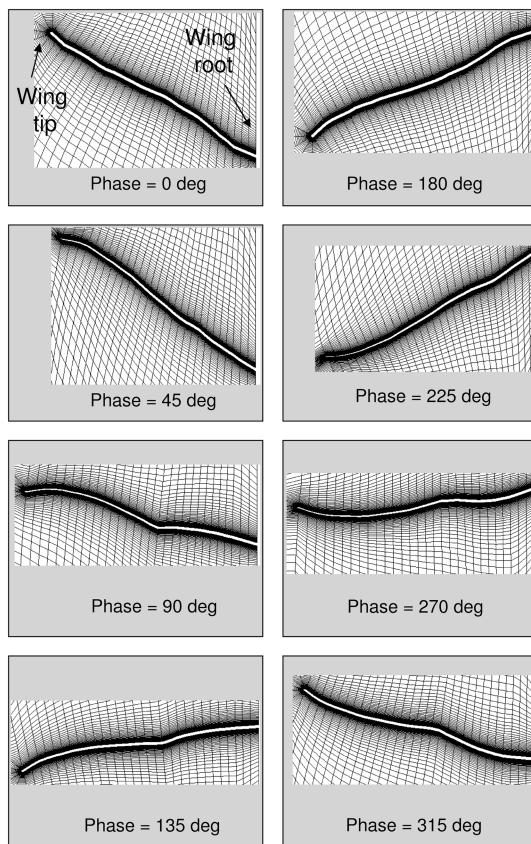 Wing
root
Wing
tip
Phase = 0 deg
Phase = 180 deg
Phase = 45 deg
Phase = 225 deg
Phase = 90 deg
Phase = 270 deg
Phase = 135 deg
Phase = 315 deg